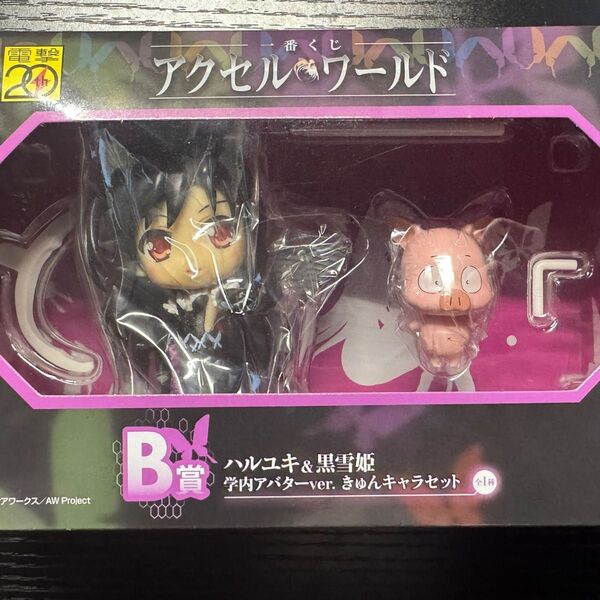 電撃
20th
一番くじ
アクセル・ワールド
B賞
ハルユキ&黒雪姫
学内アバターver. きゅんキャラセット
全1種
アワークス/AW Project